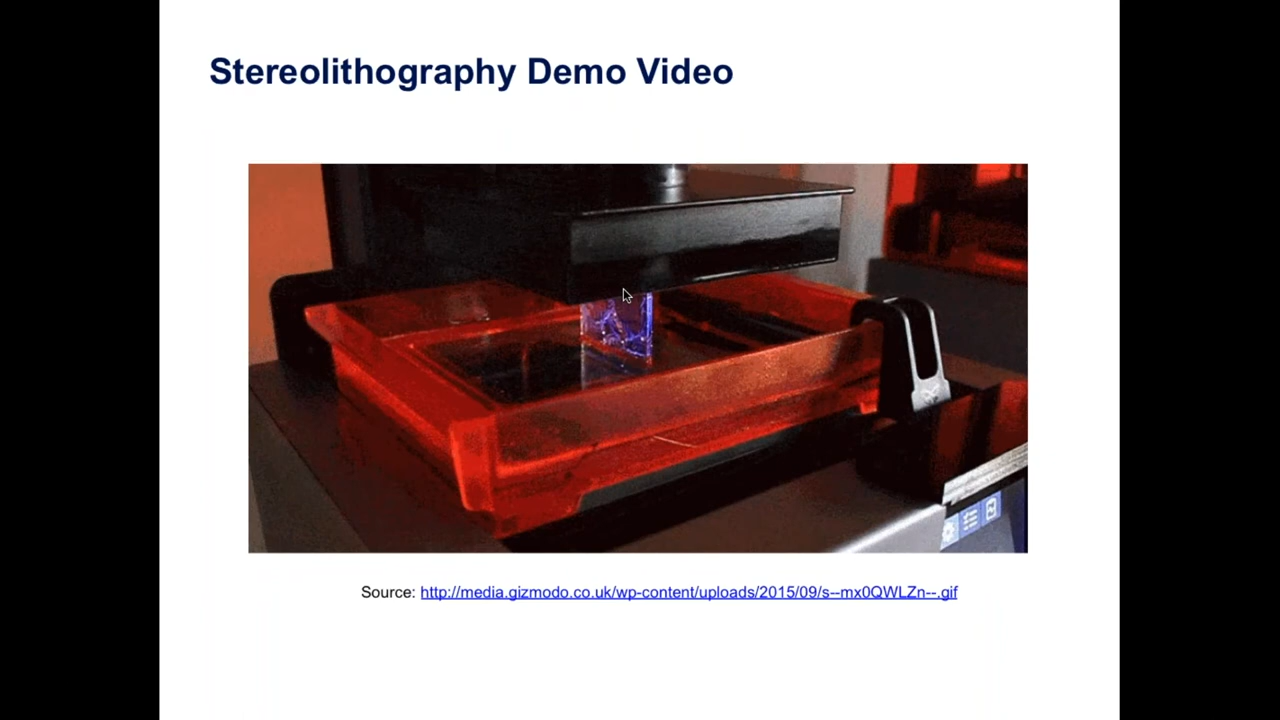 Stereolithography Demo Video
Source: http://media.gizmodo.co.uk/wp-content/uploads/2015/09/s--mx0QWLZn--.gif